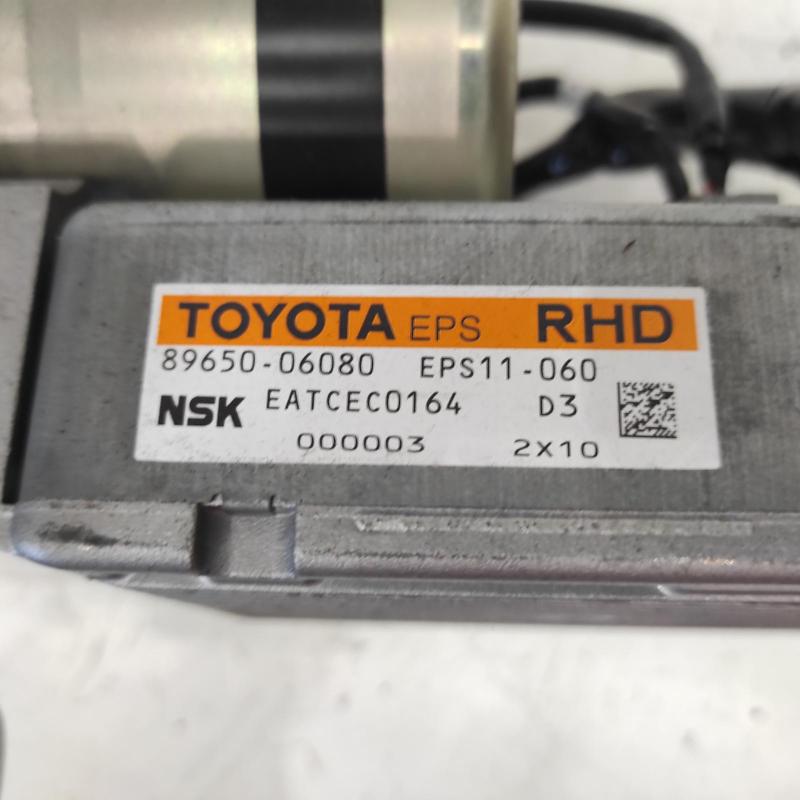 TOYOTA EPS RHD
89650-06080 EPS11-060
NSK EATCEC0164 D3
000003 2X10